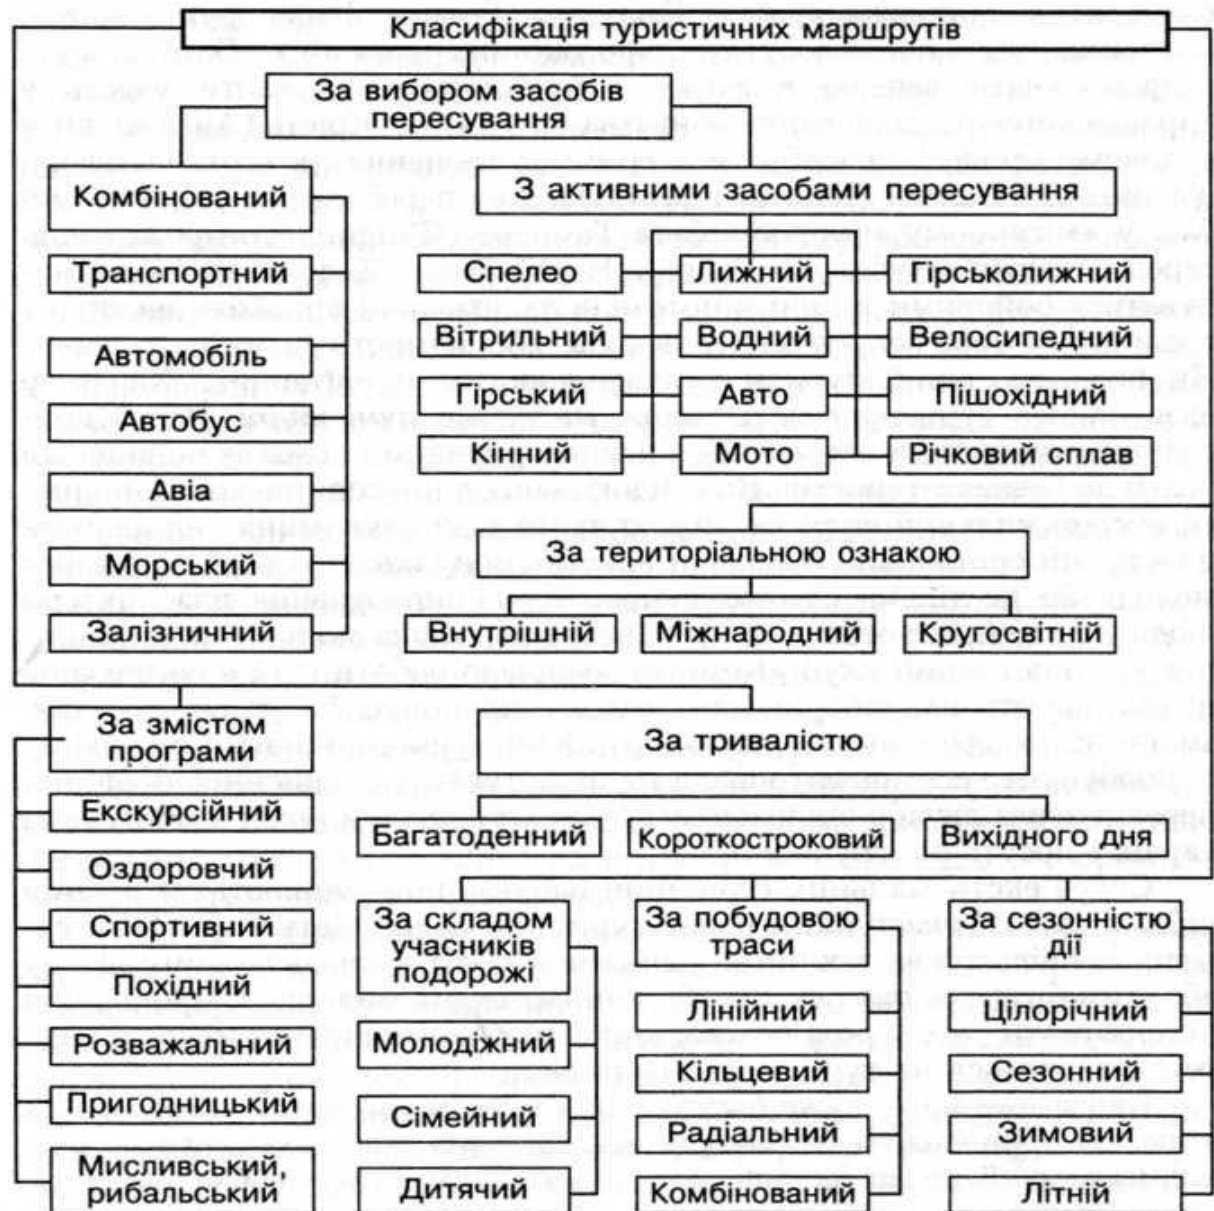 Класифікація туристичних маршрутів
За вибором засобів
пересування
Комбінований
Транспортний
Автомобіль
Автобус
Авіа
Морський
Залізничний
З активними засобами пересування
Спелео
Лижний
Гірськолижний
Вітрильний
Водний
Велосипедний
Гірський
Авто
Пішохідний
Кінний
Мото
Річковий сплав
За територіальною ознакою
Внутрішній
Міжнародний
Кругосвітній
За змістом
програми
Екскурсійний
Оздоровчий
Спортивний
Похідний
Розважальний
Пригодницький
Мисливський,
рибальський
За тривалістю
Багатоденний
Короткостроковий
Вихідного дня
За складом
учасників
подорожі
Молодіжний
Сімейний
Дитячий
За побудовою
траси
Лінійний
Кільцевий
Радіальний
Комбінований
За сезонністю
дії
Цілорічний
Сезонний
Зимовий
Літній